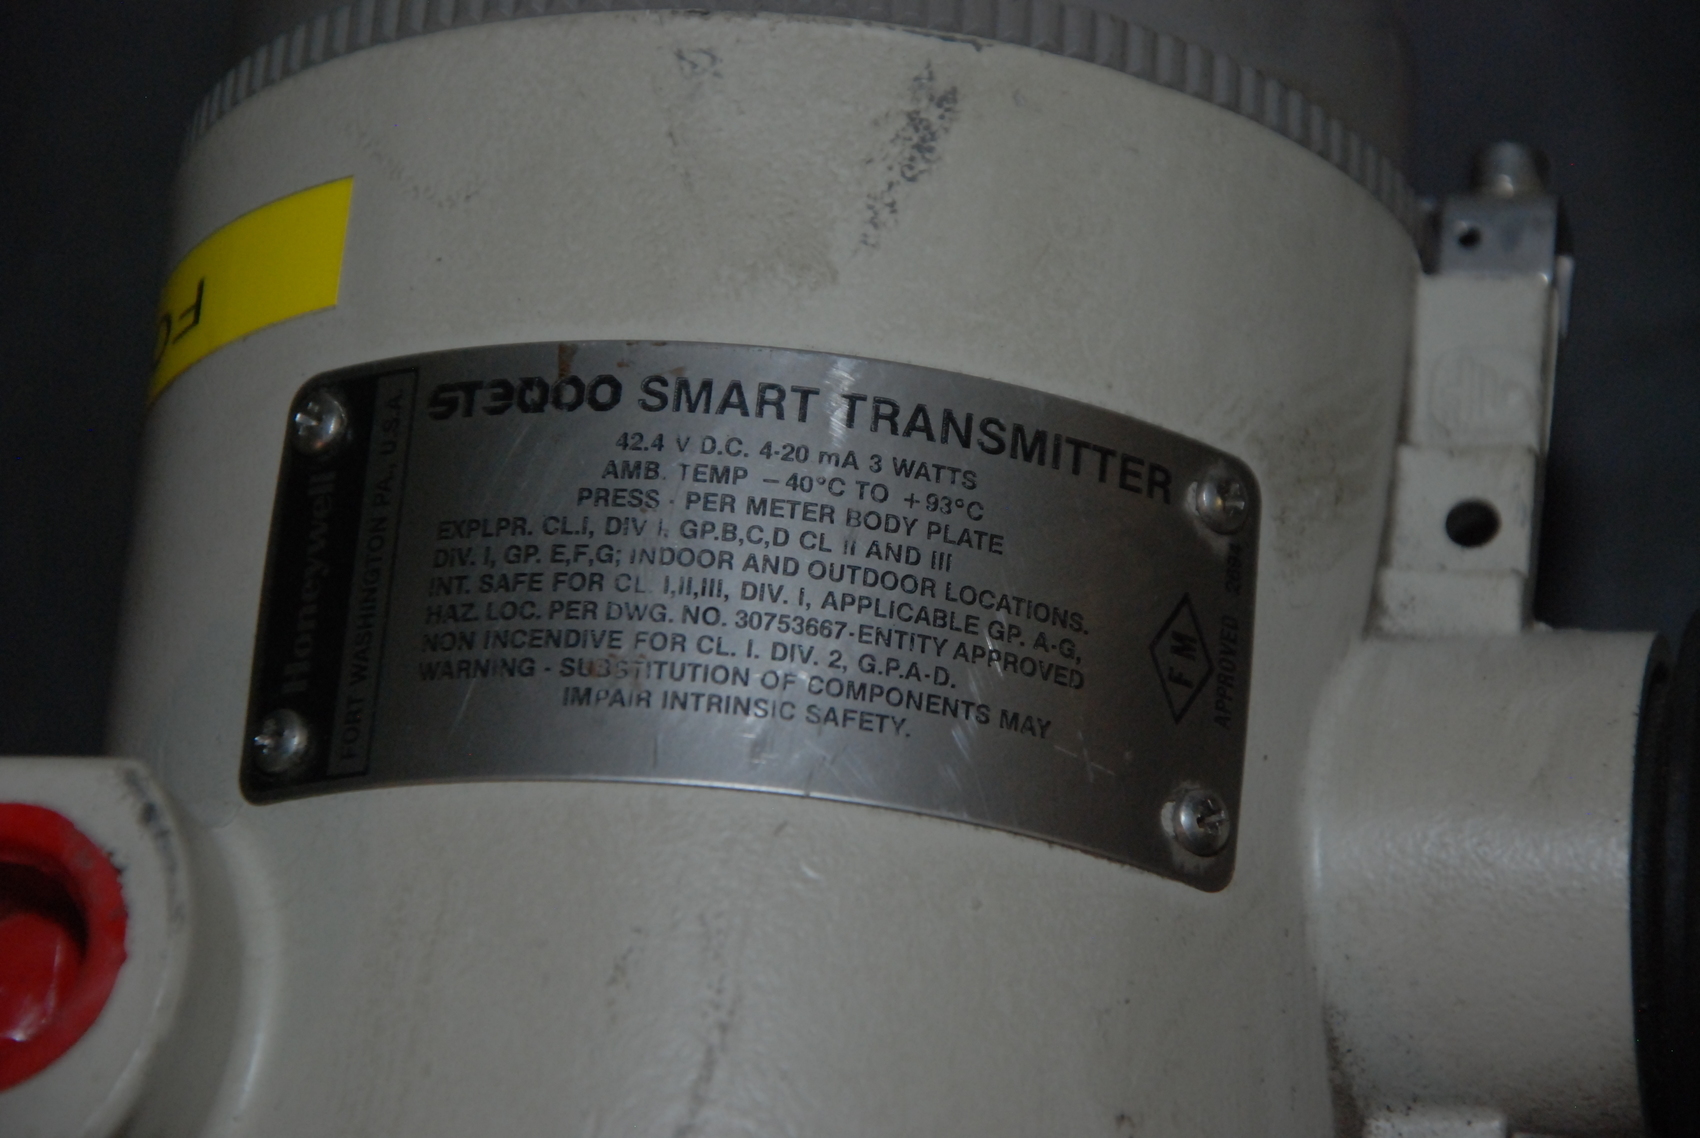 ST3000 SMART TRANSMITTER
42.4 V D.C. 4-20 mA 3 WATTS
AMB. TEMP -40°C TO +93°C
PRESS - PER METER BODY PLATE
EXPLPR. CL.I, DIV I, GP.B,C,D CL II AND III
DIV. I, GP. E,F,G; INDOOR AND OUTDOOR LOCATIONS.
INT. SAFE FOR CL. I,II,III, DIV. I, APPLICABLE GP. A-G,
HAZ. LOC. PER DWG. NO. 30753667-ENTITY APPROVED
NON INCENDIVE FOR CL. I. DIV. 2, G.P.A-D.
WARNING - SUBSTITUTION OF COMPONENTS MAY
IMPAIR INTRINSIC SAFETY.
Honeywell
FORT WASHINGTON PA., U.S.A.
FM
APPROVED